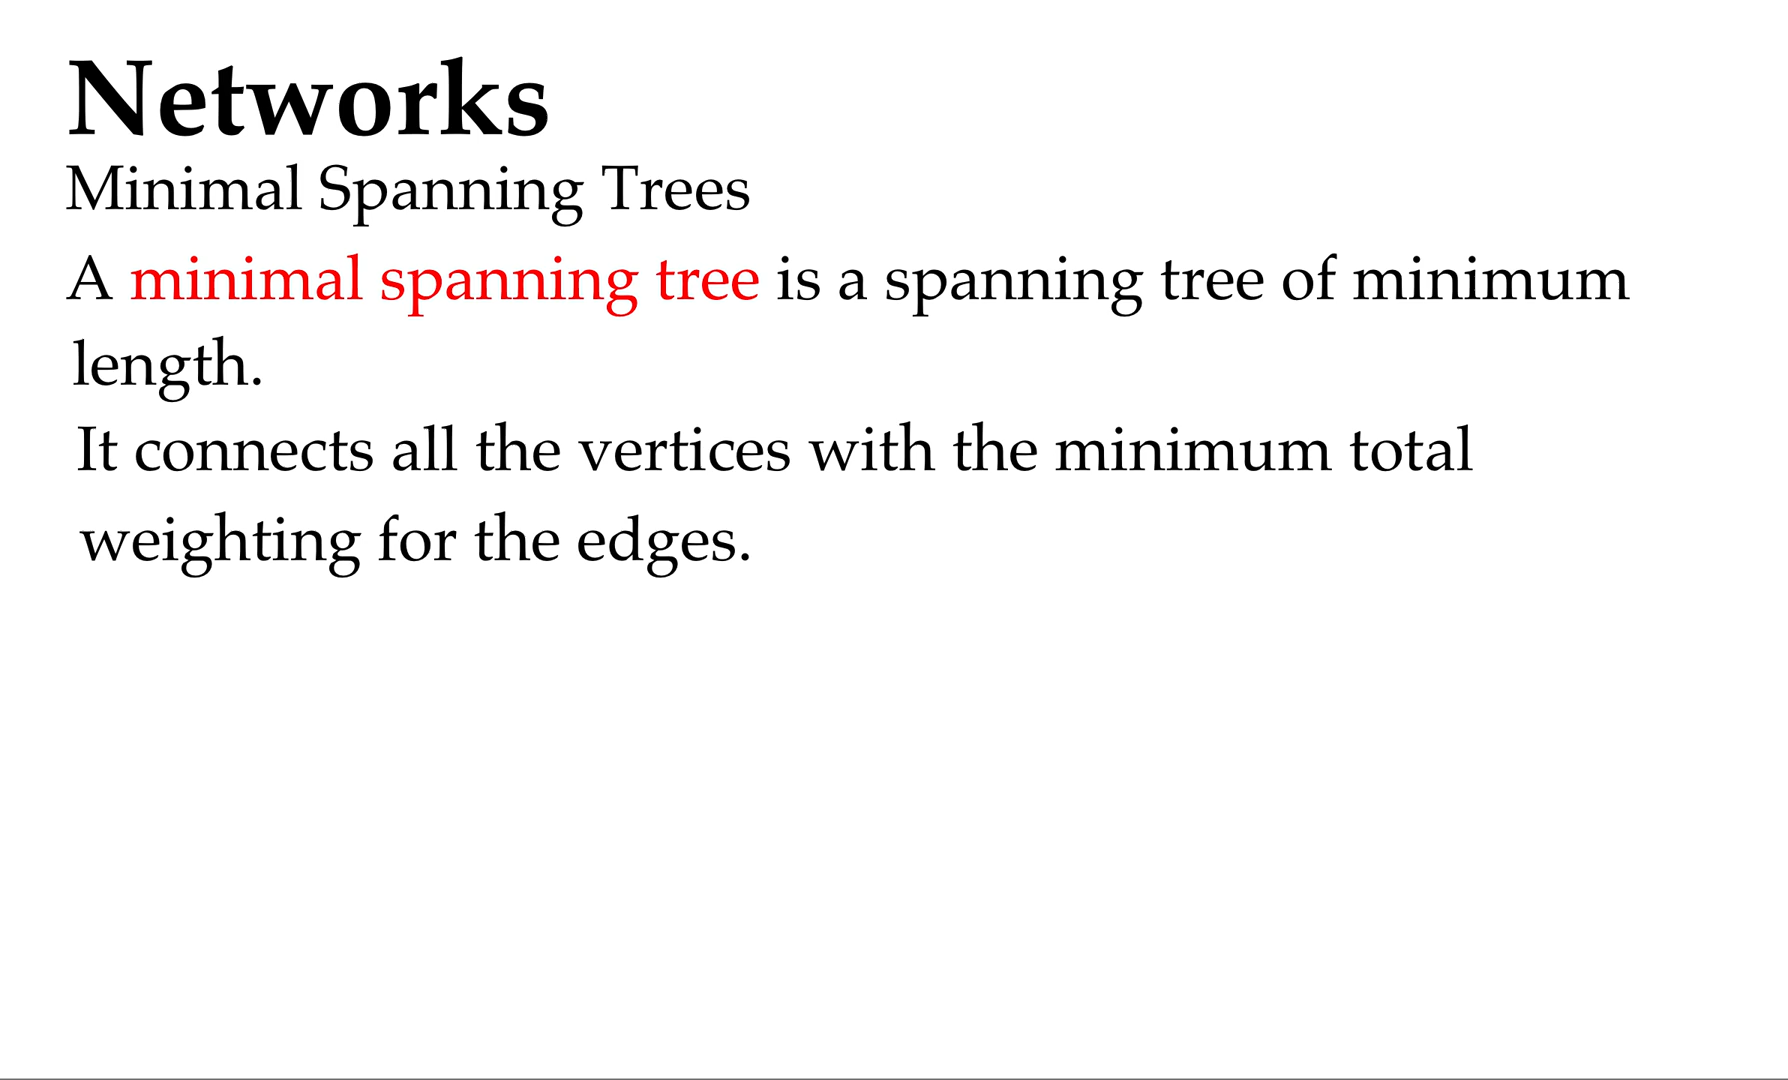 Networks
Minimal Spanning Trees
A minimal spanning tree is a spanning tree of minimum
length.
It connects all the vertices with the minimum total
weighting for the edges.